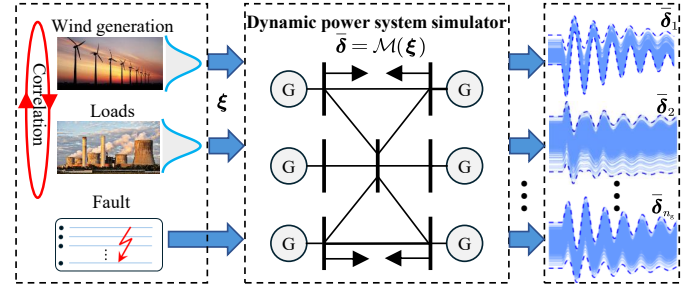 Wind generation
Correlation
Loads
Fault
⋮
ξ
Dynamic power system simulator
δ̅ = ℳ(ξ)
G
G
G
G
G
G
δ̅₁
δ̅₂
⋮
⋮
δ̅ₙₛ